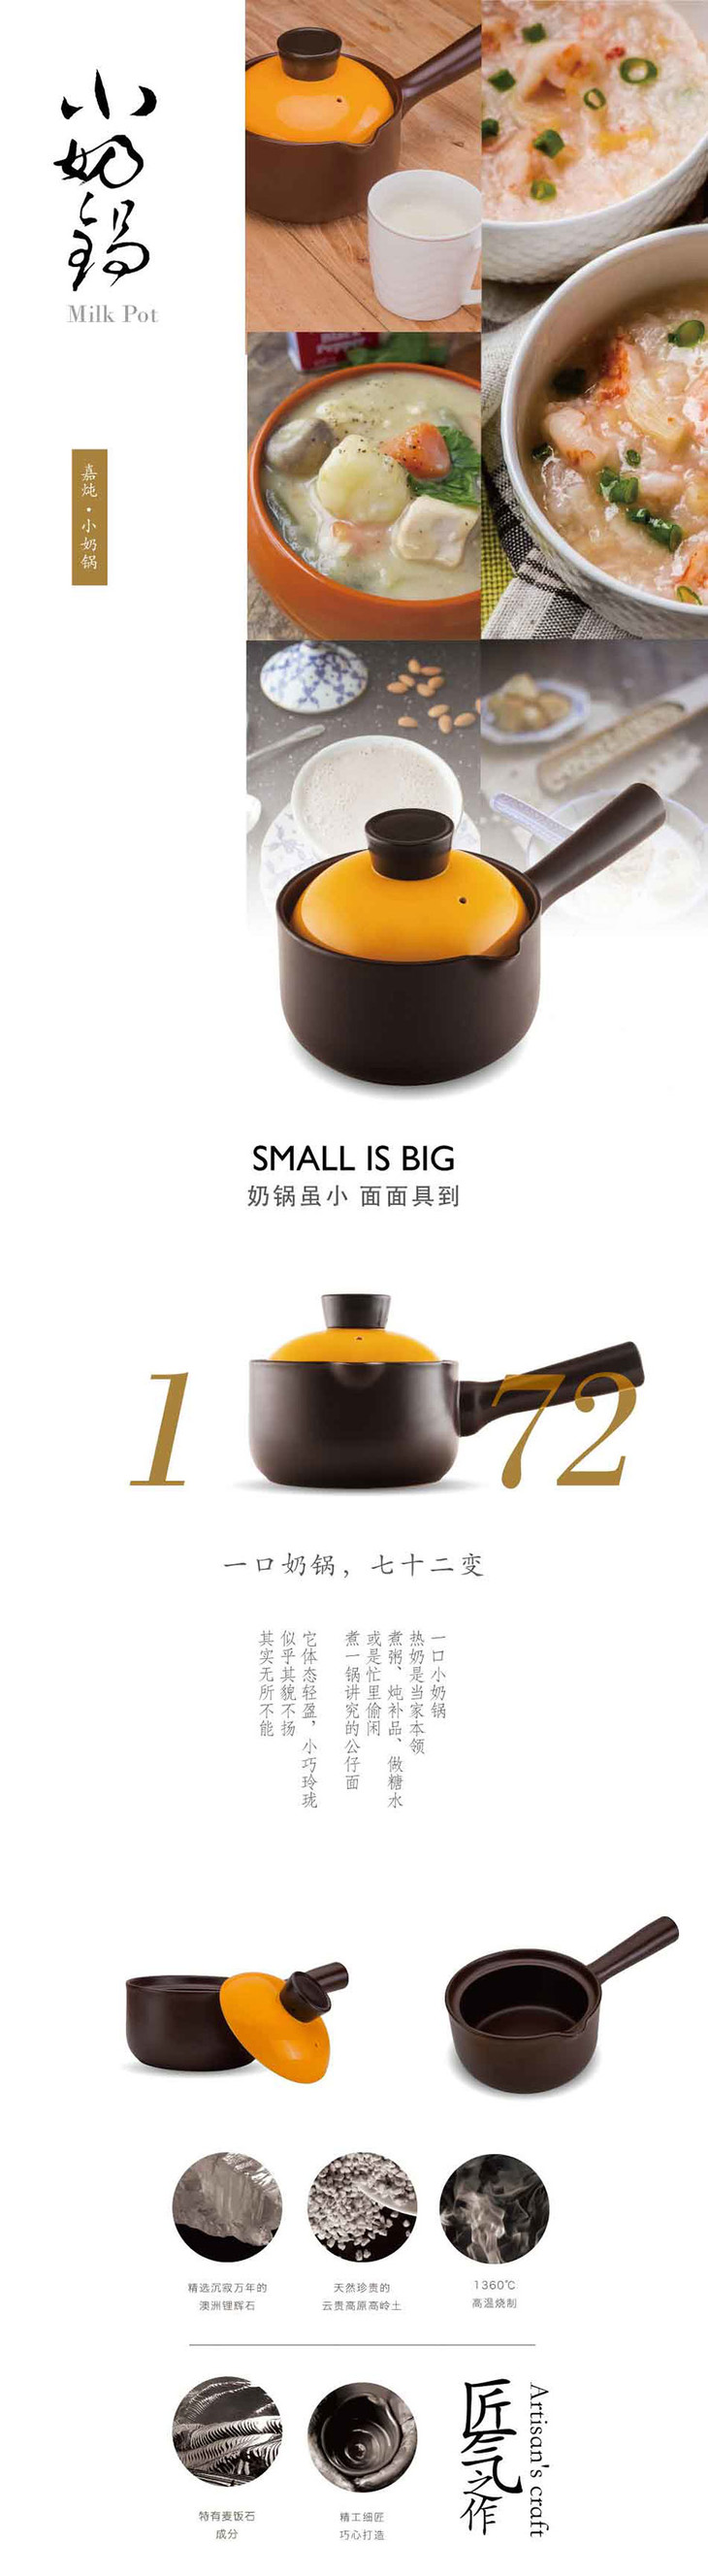 小奶鍋
Milk Pot
嘉炖·小奶锅
SMALL IS BIG
奶锅虽小 面面具到
1 72
一口奶锅，七十二变
一口小奶锅
热奶是当家本领
煮粥、炖补品、做糖水
或是忙里偷闲
煮一锅讲究的公仔面
它体态轻盈，小巧玲珑
似乎其貌不扬
其实无所不能
精选沉寂万年的
澳洲锂辉石
天然珍贵的
云贵高原高岭土
1360℃
高温烧制
特有麦饭石
成分
精工细匠
巧心打造
匠气之作
Artisan's craft